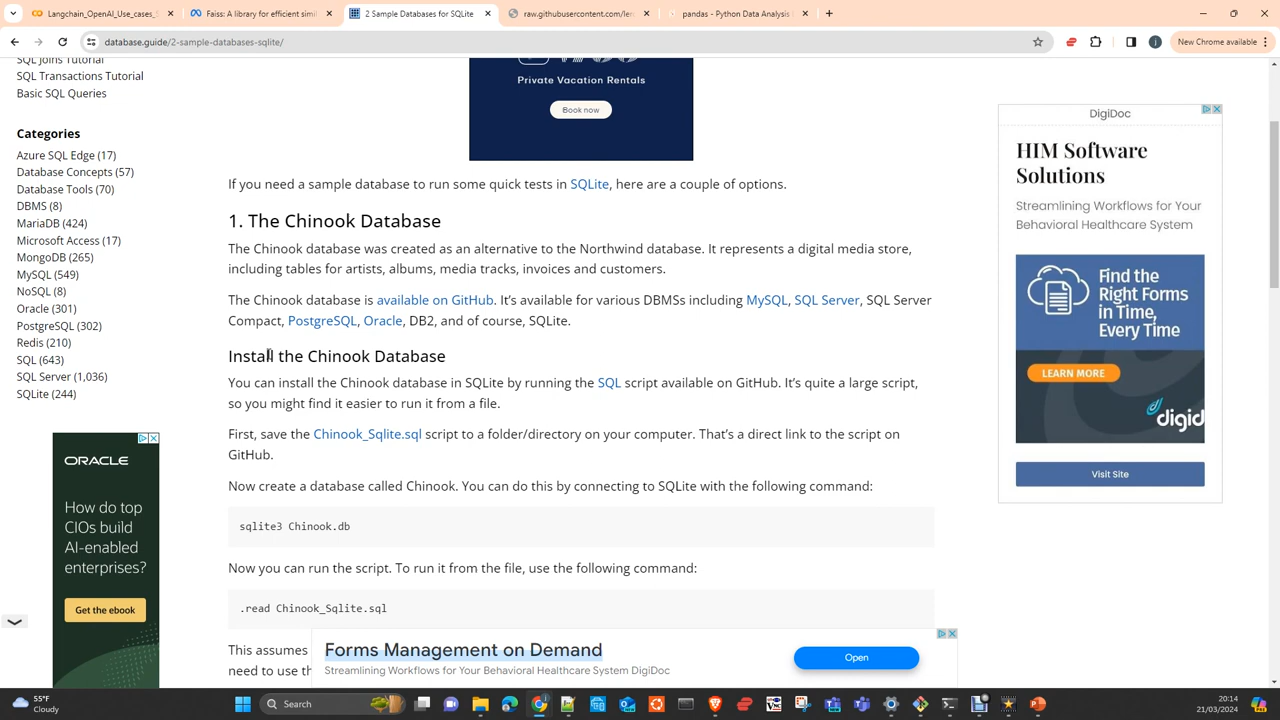 Langchain_OpenAI_Use_cases_S
Faiss: A library for efficient simil
2 Sample Databases for SQLite
raw.githubusercontent.com/ler
pandas - Python Data Analysis
database.guide/2-sample-databases-sqlite/
New Chrome available
SQL Joins Tutorial
SQL Transactions Tutorial
Basic SQL Queries
Categories
Azure SQL Edge (17)
Database Concepts (57)
Database Tools (70)
DBMS (8)
MariaDB (424)
Microsoft Access (17)
MongoDB (265)
MySQL (549)
NoSQL (8)
Oracle (301)
PostgreSQL (302)
Redis (210)
SQL (643)
SQL Server (1,036)
SQLite (244)
ORACLE
How do top
CIOs build
AI-enabled
enterprises?
Get the ebook
Private Vacation Rentals
Book now
If you need a sample database to run some quick tests in SQLite, here are a couple of options.
1. The Chinook Database
The Chinook database was created as an alternative to the Northwind database. It represents a digital media store,
including tables for artists, albums, media tracks, invoices and customers.
The Chinook database is available on GitHub. It's available for various DBMSs including MySQL, SQL Server, SQL Server
Compact, PostgreSQL, Oracle, DB2, and of course, SQLite.
Install the Chinook Database
You can install the Chinook database in SQLite by running the SQL script available on GitHub. It's quite a large script,
so you might find it easier to run it from a file.
First, save the Chinook_Sqlite.sql script to a folder/directory on your computer. That's a direct link to the script on
GitHub.
Now create a database called Chinook. You can do this by connecting to SQLite with the following command:
sqlite3 Chinook.db
Now you can run the script. To run it from the file, use the following command:
.read Chinook_Sqlite.sql
This assumes
need to use th
Forms Management on Demand
Streamlining Workflows for Your Behavioral Healthcare System DigiDoc
Open
DigiDoc
HIM Software
Solutions
Streamlining Workflows for Your
Behavioral Healthcare System
Find the
Right Forms
in Time,
Every Time
LEARN MORE
digid
Visit Site
55°F
Cloudy
Search
20:14
21/03/2024